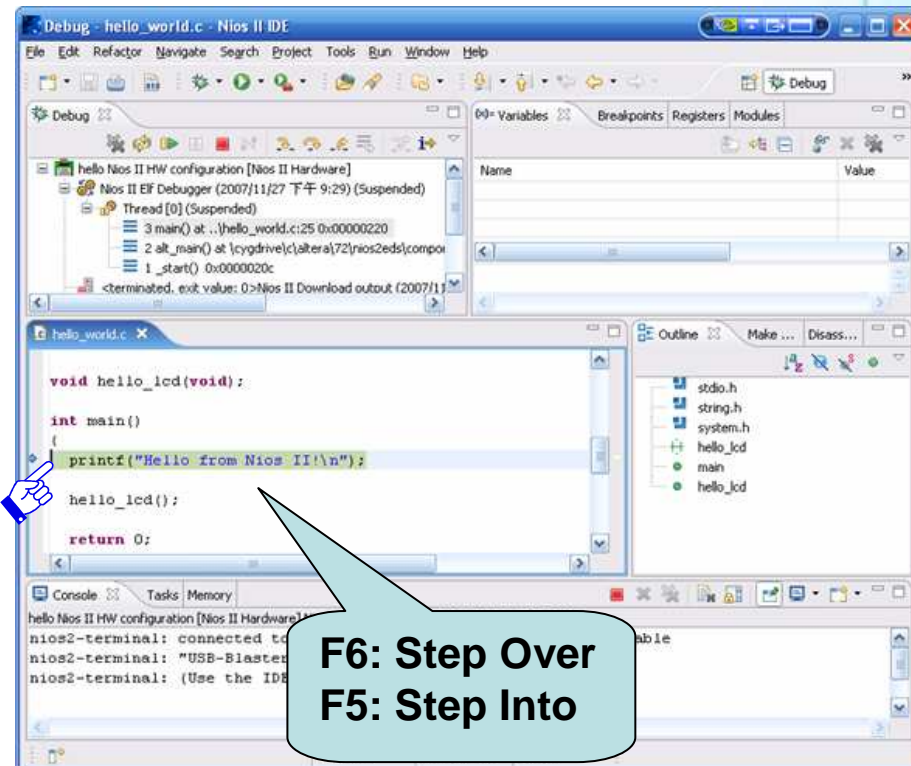 Debug - hello_world.c - Nios II IDE
File Edit Refactor Navigate Search Project Tools Run Window Help
Debug
»
Debug
(x)= Variables Breakpoints Registers Modules
hello Nios II HW configuration [Nios II Hardware]
Nios II Elf Debugger (2007/11/27 下午 9:29) (Suspended)
Thread [0] (Suspended)
3 main() at ..\hello_world.c:25 0x00000220
2 alt_main() at \cygdrive\c\altera\72\nios2eds\compor
1 _start() 0x0000020c
<terminated, exit value: 0>Nios II Download output (2007/11
Name Value
hello_world.c
void hello_lcd(void);
int main()
{
printf("Hello from Nios II!\n");
hello_lcd();
return 0;
Outline Make ... Disass...
stdio.h
string.h
system.h
hello_lcd
main
hello_lcd
Console Tasks Memory
hello Nios II HW configuration [Nios II Hardware]
nios2-terminal: connected to able
nios2-terminal: "USB-Blaster
nios2-terminal: (Use the IDE
F6: Step Over
F5: Step Into